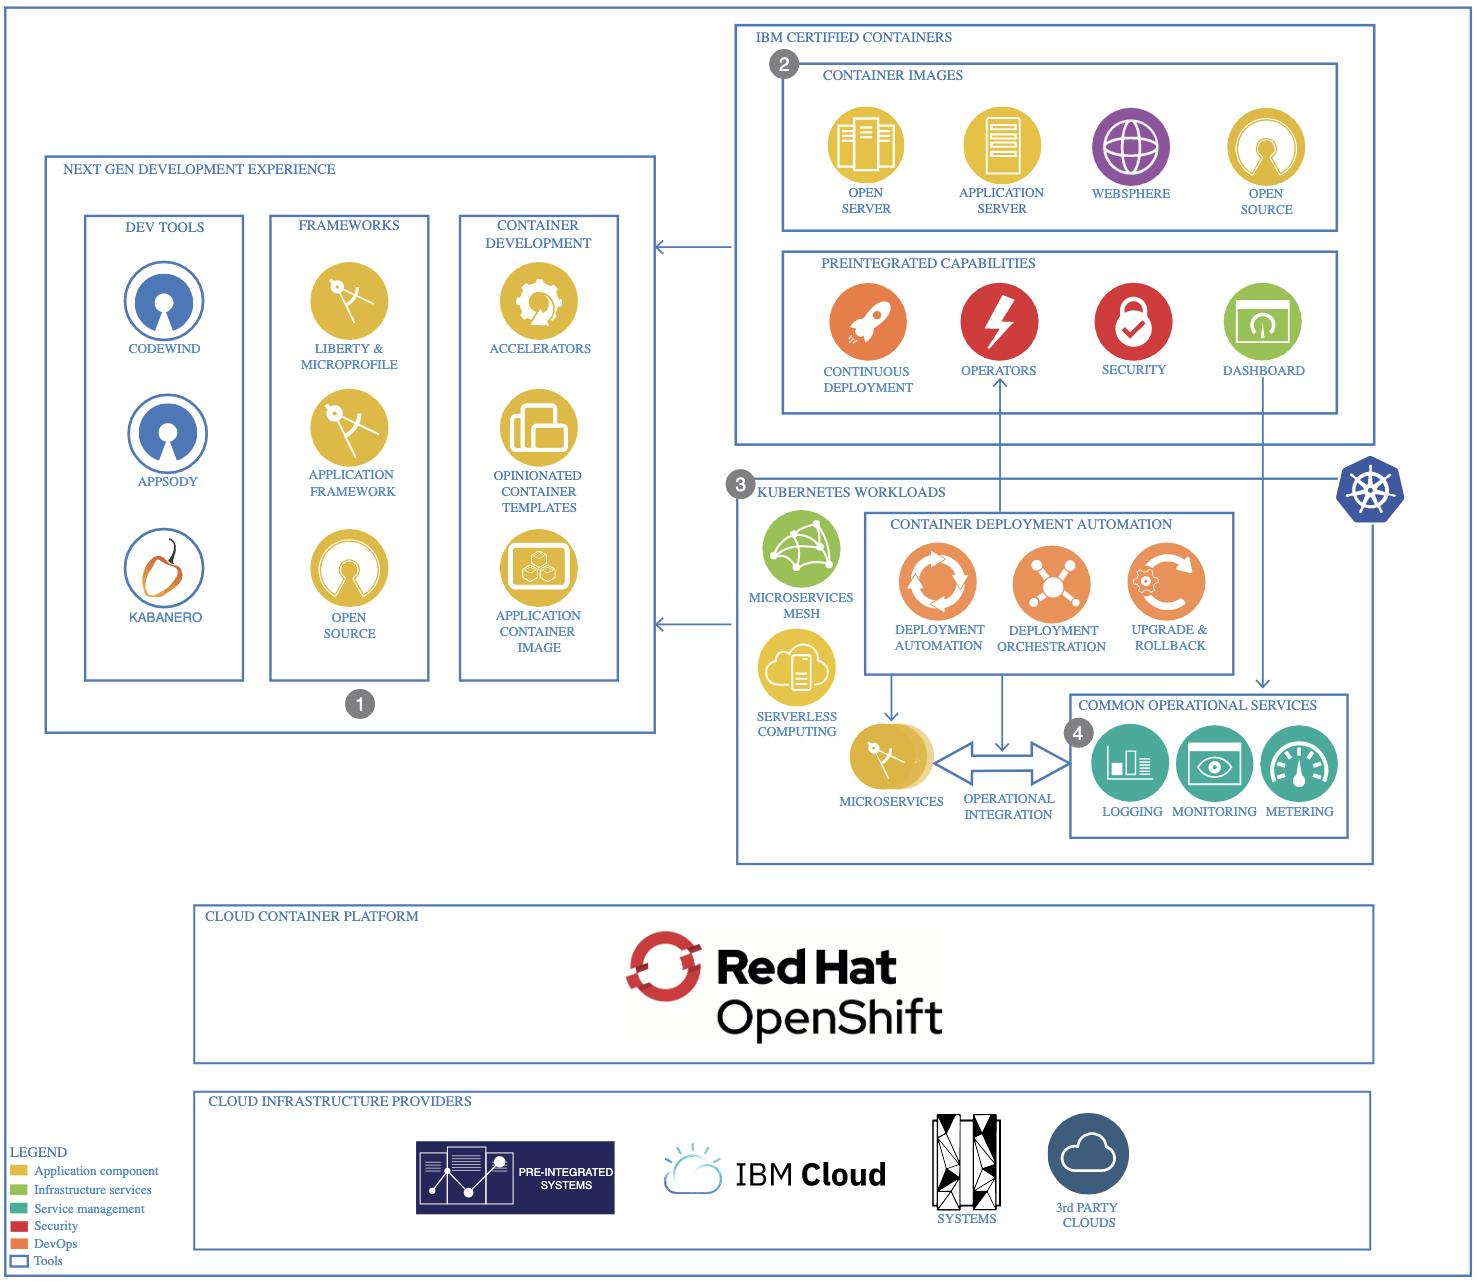 IBM CERTIFIED CONTAINERS
2
CONTAINER IMAGES
OPEN
SERVER
APPLICATION
SERVER
WEBSPHERE
OPEN
SOURCE
PREINTEGRATED CAPABILITIES
CONTINUOUS
DEPLOYMENT
OPERATORS
SECURITY
DASHBOARD
NEXT GEN DEVELOPMENT EXPERIENCE
DEV TOOLS
CODEWIND
APPSODY
KABANERO
FRAMEWORKS
LIBERTY &
MICROPROFILE
APPLICATION
FRAMEWORK
OPEN
SOURCE
CONTAINER
DEVELOPMENT
ACCELERATORS
OPINIONATED
CONTAINER
TEMPLATES
APPLICATION
CONTAINER
IMAGE
1
3
KUBERNETES WORKLOADS
MICROSERVICES
MESH
SERVERLESS
COMPUTING
CONTAINER DEPLOYMENT AUTOMATION
DEPLOYMENT
AUTOMATION
DEPLOYMENT
ORCHESTRATION
UPGRADE &
ROLLBACK
MICROSERVICES
OPERATIONAL
INTEGRATION
COMMON OPERATIONAL SERVICES
4
LOGGING
MONITORING
METERING
CLOUD CONTAINER PLATFORM
Red Hat
OpenShift
CLOUD INFRASTRUCTURE PROVIDERS
PRE-INTEGRATED
SYSTEMS
IBM Cloud
SYSTEMS
3rd PARTY
CLOUDS
LEGEND
Application component
Infrastructure services
Service management
Security
DevOps
Tools